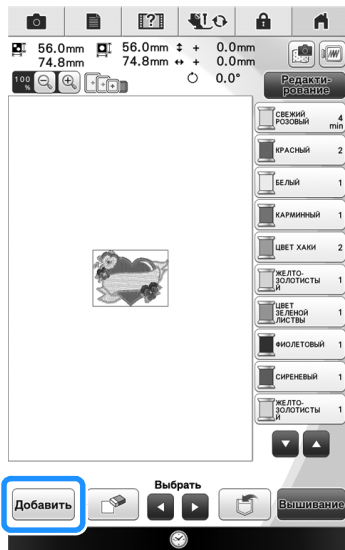 56.0mm 56.0mm + 0.0mm
74.8mm 74.8mm + 0.0mm
100 % 0.0°
Редакти-
рование
СВЕЖИЙ
РОЗОВЫЙ 4
min
КРАСНЫЙ 2
БЕЛЫЙ 1
КАРМИННЫЙ 1
ЦВЕТ ХАКИ 2
ЖЕЛТО-
ЗОЛОТИСТЫ 1
Й
ЦВЕТ
ЗЕЛЕНОЙ 1
ЛИСТВЫ
ФИОЛЕТОВЫЙ 1
СИРЕНЕВЫЙ 1
ЖЕЛТО-
ЗОЛОТИСТЫ 1
Й
Выбрать
Добавить
Вышивание